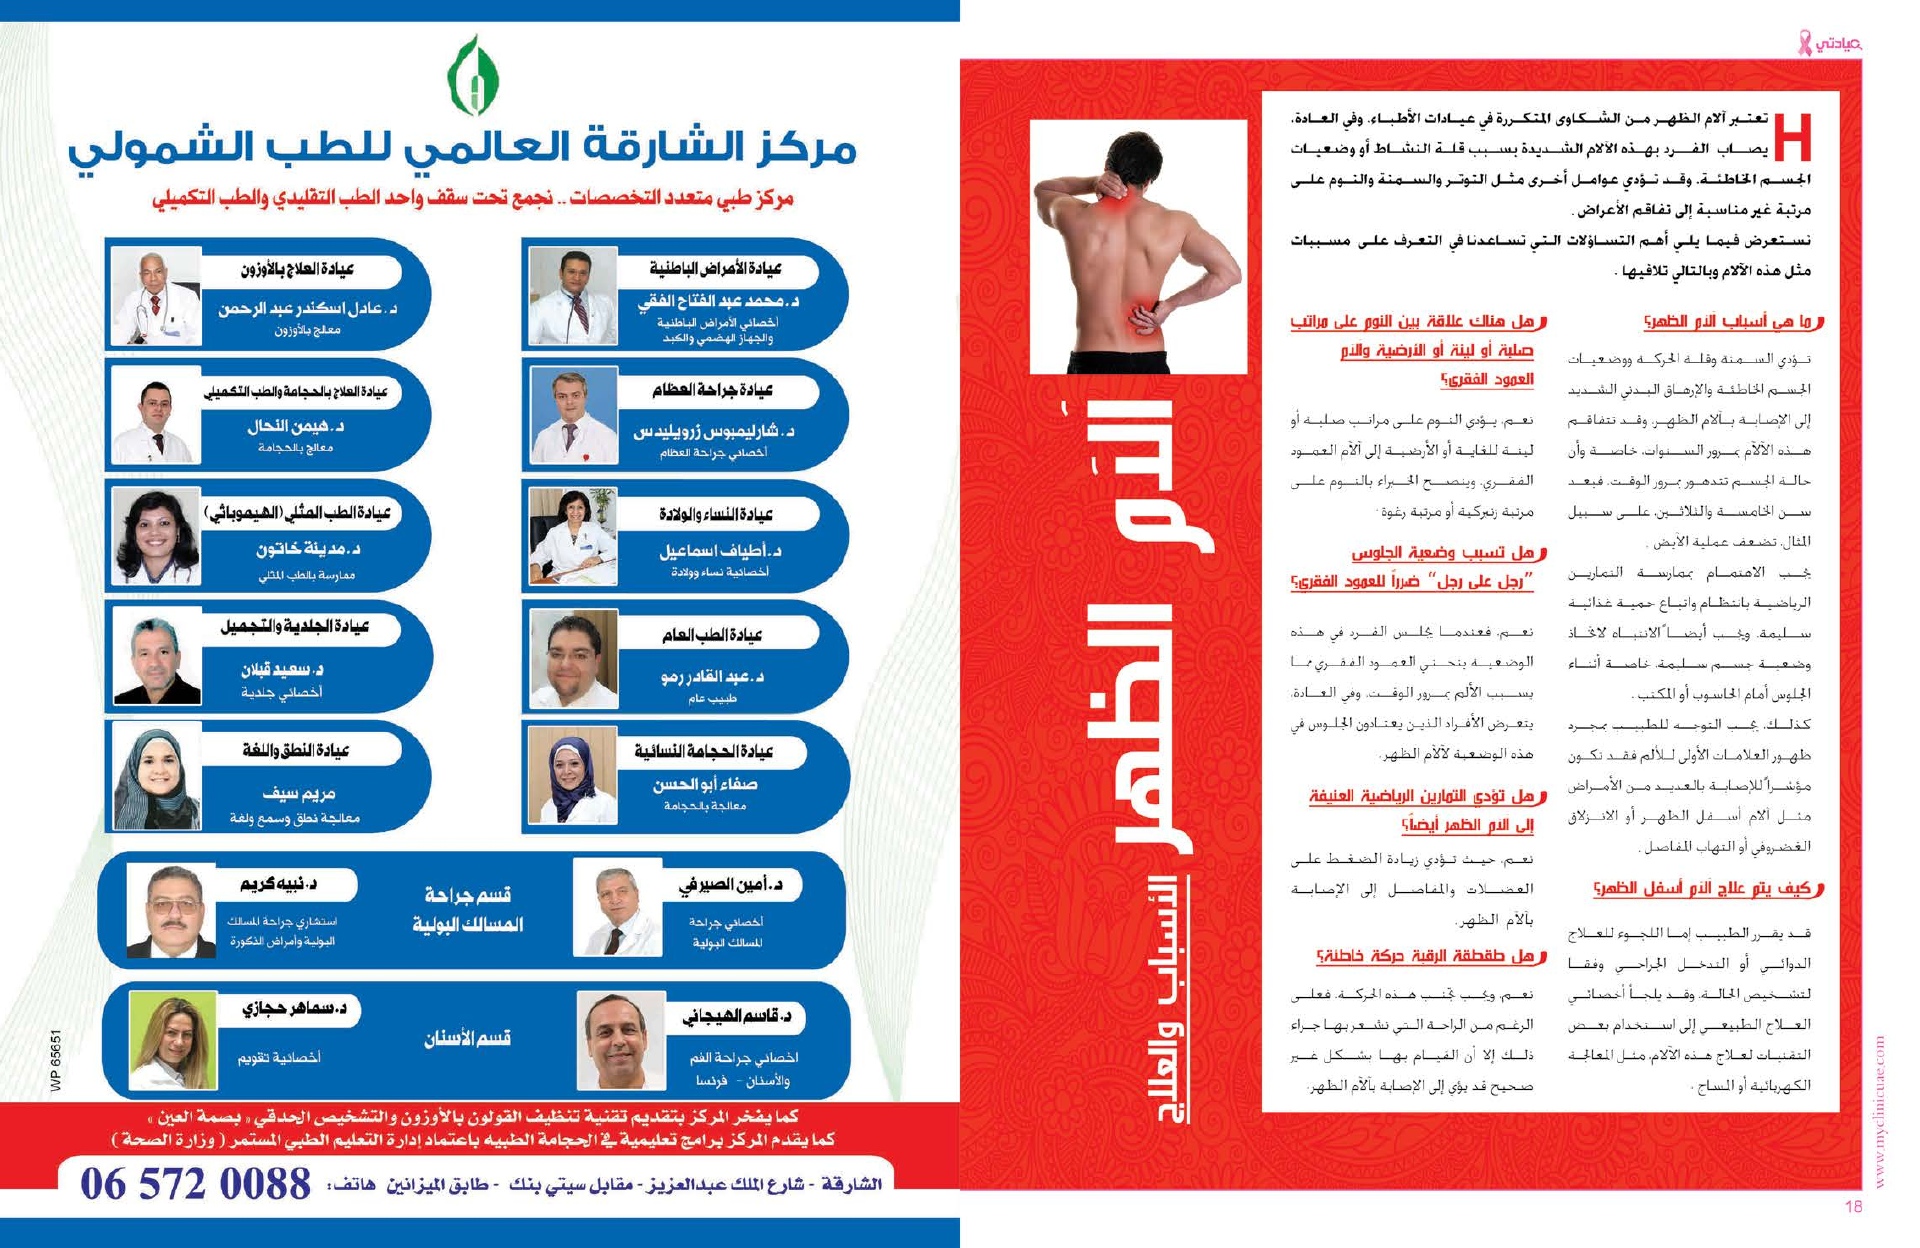 عيادتي
H
تعتبر آلام الظهر من الشكاوى المتكررة في عيادات الأطباء، وفي العادة،
يصاب الفرد بهذه الآلام الشديدة بسبب قلة النشاط أو وضعيات
الجسم الخاطئة، وقد تؤدي عوامل أخرى مثل التوتر والسمنة والنوم على
مرتبة غير مناسبة إلى تفاقم الأعراض .
نستعرض فيما يلي أهم التساؤلات التي تساعدنا في التعرف على مسببات
مثل هذه الآلام وبالتالي تلافيها .
ما هي أسباب آلام الظهر؟
تؤدي السمنة وقلة الحركة ووضعيات
الجسم الخاطئة والإرهاق البدني الشديد
إلى الإصابة بآلام الظهر، وقد تتفاقم
هذه الآلام بمرور السنوات، خاصة وأن
حالة الجسم تتدهور بمرور الوقت، فبعد
سن الخامسة والثلاثين، على سبيل
المثال، تضعف عملية الأيض .
يجب الاهتمام بممارسة التمارين
الرياضية بانتظام واتباع حمية غذائية
سليمة، ويجب أيضاً الانتباه لاتخاذ
وضعية جسم سليمة، خاصة أثناء
الجلوس أمام الحاسوب أو المكتب .
كذلك، يجب التوجه للطبيب بمجرد
ظهور العلامات الأولى للألم فقد تكون
مؤشراً للإصابة بالعديد من الأمراض
مثل آلام أسفل الظهر أو الانزلاق
الغضروفي أو التهاب المفاصل .
كيف يتم علاج آلام أسفل الظهر؟
قد يقرر الطبيب إما اللجوء للعلاج
الدوائي أو التدخل الجراحي وفقا
لتشخيص الحالة، وقد يلجأ أخصائي
العلاج الطبيعي إلى استخدام بعض
التقنيات لعلاج هذه الآلام، مثل المعالجة
الكهربائية أو المساج .
هل هناك علاقة بين النوم على مراتب
صلبة أو لينة أو الأرضية وآلام
العمود الفقري؟
نعم، يؤدي النوم على مراتب صلبة أو
لينة للغاية أو الأرضية إلى آلام العمود
الفقري، وينصح الخبراء بالنوم على
مرتبة زنبركية أو مرتبة رغوة .
هل تسبب وضعية الجلوس
"رجل على رجل" ضرراً للعمود الفقري؟
نعم، فعندما يجلس الفرد في هذه
الوضعية ينحني العمود الفقري مما
يسبب الألم بمرور الوقت، وفي العادة،
يتعرض الأفراد الذين يعتادون الجلوس في
هذه الوضعية لآلام الظهر.
هل تؤدي التمارين الرياضية العنيفة
إلى آلام الظهر أيضاً؟
نعم، حيث تؤدي زيادة الضغط على
العضلات والمفاصل إلى الإصابة
بآلام الظهر.
هل طقطقة الرقبة حركة خاطئة؟
نعم، ويجب تجنب هذه الحركة، فعلى
الرغم من الراحة التي نشعر بها جراء
ذلك إلا أن القيام بها بشكل غير
صحيح قد يؤي إلى الإصابة بآلام الظهر.
آلام الظهر
الأسباب والعلاج
www.myclinicuae.com
18
مركز الشارقة العالمي للطب الشمولي
مركز طبي متعدد التخصصات .. نجمع تحت سقف واحد الطب التقليدي والطب التكميلي
عيادة الأمراض الباطنية
د. محمد عبد الفتاح الفقي
أخصائي الأمراض الباطنية
والجهاز الهضمي والكبد
عيادة العلاج بالأوزون
د. عادل اسكندر عبد الرحمن
معالج بالأوزون
عيادة جراحة العظام
د. شارليمبوس زرويليدس
أخصائي جراحة العظام
عيادة العلاج بالحجامة والطب التكميلي
د. هيمن النحال
معالج بالحجامة
عيادة النساء والولادة
د. أطياف اسماعيل
أخصائية نساء وولادة
عيادة الطب المثلي (الهيموباثي)
د. مدينة خاتون
ممارسة بالطب المثلي
عيادة الطب العام
د. عبد القادر رمو
طبيب عام
عيادة الجلدية والتجميل
د. سعيد قبلان
أخصائي جلدية
عيادة الحجامة النسائية
صفاء أبو الحسن
معالجة بالحجامة
عيادة النطق واللغة
مريم سيف
معالجة نطق وسمع ولغة
د. أمين الصيرفي
أخصائي جراحة
المسالك البولية
قسم جراحة
المسالك البولية
د. نبيه كريم
استشاري جراحة المسالك
البولية وأمراض الذكورة
د. قاسم الهيجاني
اخصائي جراحة الفم
والأسنان - فرنسا
قسم الأسنان
د. سماهر حجازي
أخصائية تقويم
WP 65651
كما يفخر المركز بتقديم تقنية تنظيف القولون بالأوزون والتشخيص الحدقي « بصمة العين »
كما يقدم المركز برامج تعليمية في الحجامة الطبيه باعتماد إدارة التعليم الطبي المستمر ( وزارة الصحة )
الشارقة - شارع الملك عبدالعزيز - مقابل سيتي بنك - طابق الميزانين هاتف: 06 572 0088